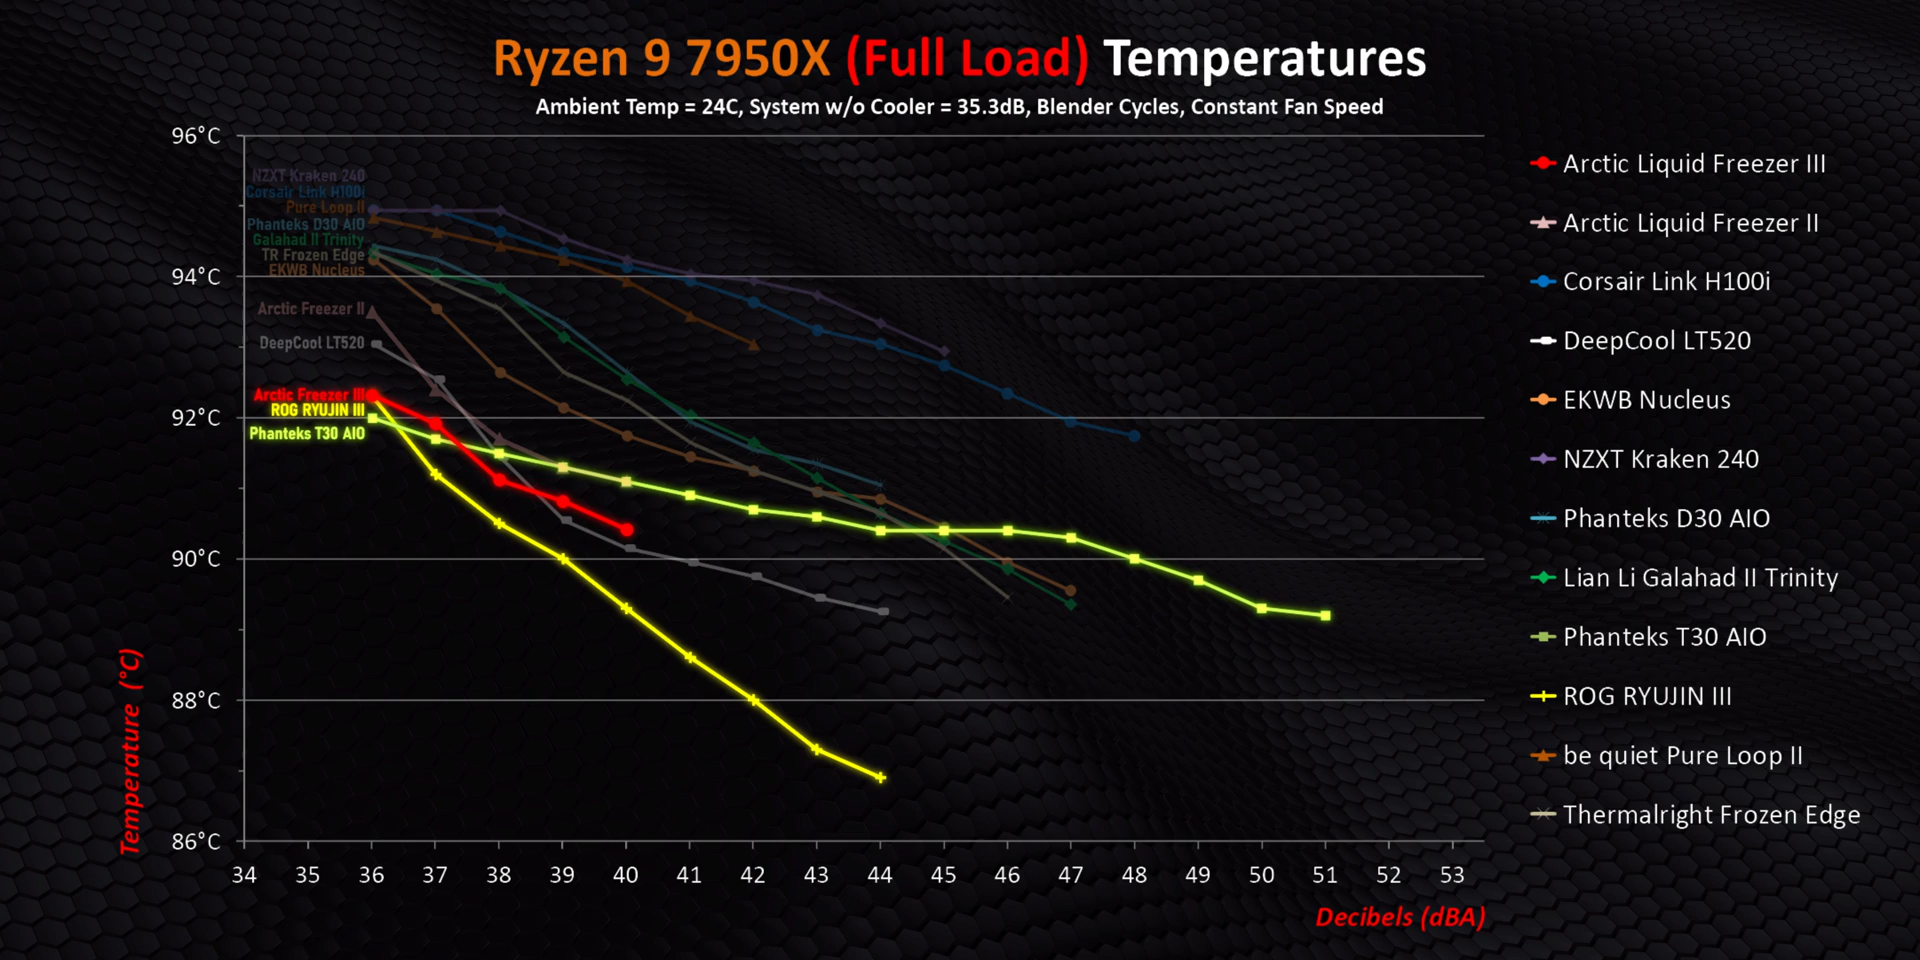 Ryzen 9 7950X (Full Load) Temperatures
Ambient Temp = 24C, System w/o Cooler = 35.3dB, Blender Cycles, Constant Fan Speed
96°C
94°C
92°C
90°C
88°C
86°C
Temperature (°C)
NZXT Kraken 240
Corsair Link H100i
Pure Loop II
Phanteks D30 AIO
Galahad II Trinity
TR Frozen Edge
EKWB Nucleus
Arctic Freezer II
DeepCool LT520
Arctic Freezer III
ROG RYUJIN III
Phanteks T30 AIO
34 35 36 37 38 39 40 41 42 43 44 45 46 47 48 49 50 51 52 53
Decibels (dBA)
Arctic Liquid Freezer III
Arctic Liquid Freezer II
Corsair Link H100i
DeepCool LT520
EKWB Nucleus
NZXT Kraken 240
Phanteks D30 AIO
Lian Li Galahad II Trinity
Phanteks T30 AIO
ROG RYUJIN III
be quiet Pure Loop II
Thermalright Frozen Edge